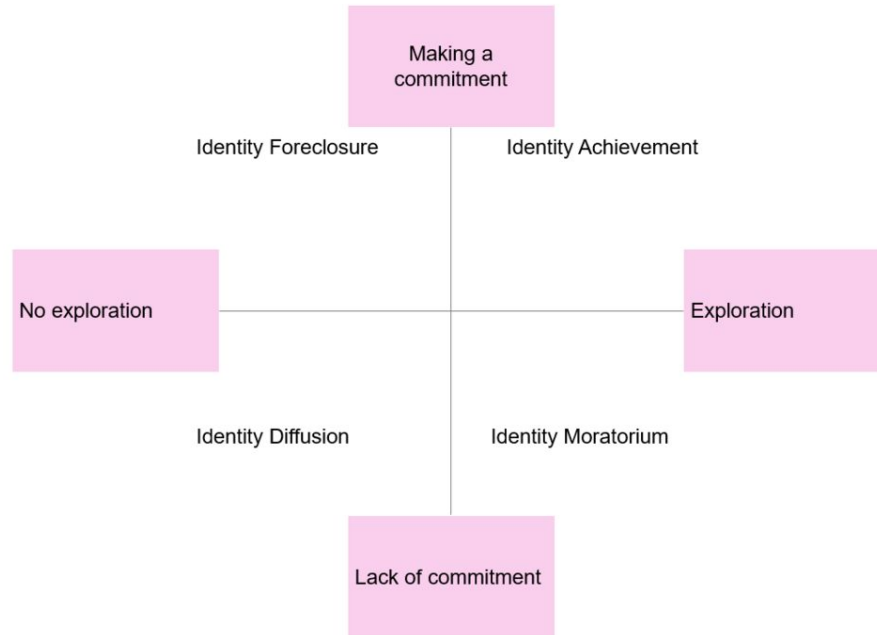 Making a
commitment
Identity Foreclosure
Identity Achievement
No exploration
Exploration
Identity Diffusion
Identity Moratorium
Lack of commitment